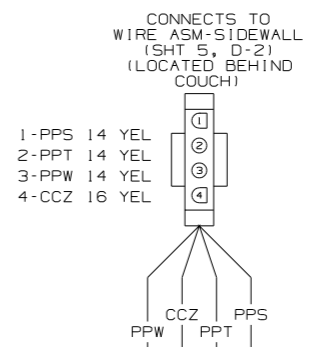 CONNECTS TO
WIRE ASM-SIDEWALL
(SHT 5, D-2)
(LOCATED BEHIND
COUCH)
1-PPS 14 YEL
2-PPT 14 YEL
3-PPW 14 YEL
4-CCZ 16 YEL
1
2
3
4
CCZ PPS
PPW PPT